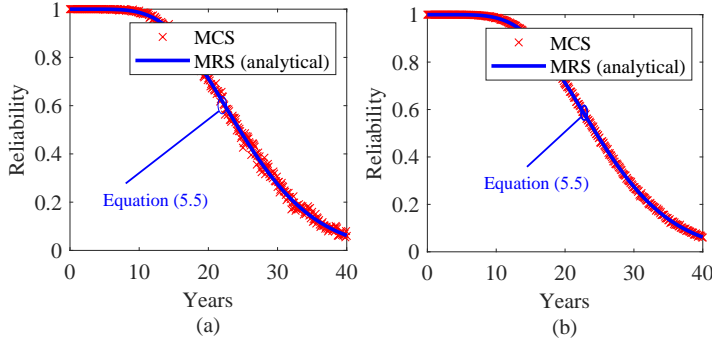 1
0.8
0.6
0.4
0.2
0
Reliability
MCS
MRS (analytical)
Equation (5.5)
0 10 20 30 40
Years
(a)
1
0.8
0.6
0.4
0.2
0
Reliability
MCS
MRS (analytical)
Equation (5.5)
0 10 20 30 40
Years
(b)